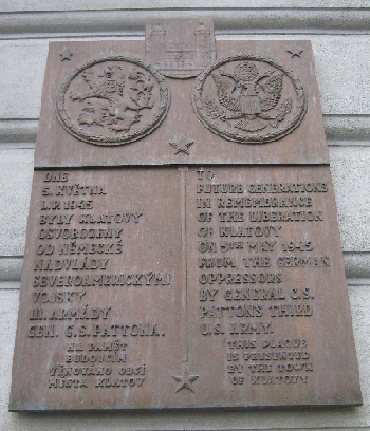 DNE
5. KVĚTNA
L.P. 1945
BYLY KLATOVY
OSVOBOZENY
OD NĚMECKÉ
NADVLÁDY
SEVEROAMERICKÝMI
VOJSKY
III. ARMÁDY
GEN. G.S. PATTONA.
NA PAMĚŤ
BUDOUCÍM
VĚNOVÁNO OBCÍ
MĚSTA KLATOV
TO
FUTURE GENERATIONS
IN REMEMBRANCE
OF THE LIBERATION
OF KLATOVY
ON 5TH MAY 1945
FROM THE GERMAN
OPPRESSORS
BY GENERAL G.S.
PATTONS THIRD
U.S. ARMY.
THIS PLAQUE
IS PRESENTED
BY THE TOWN
OF KLATOVY